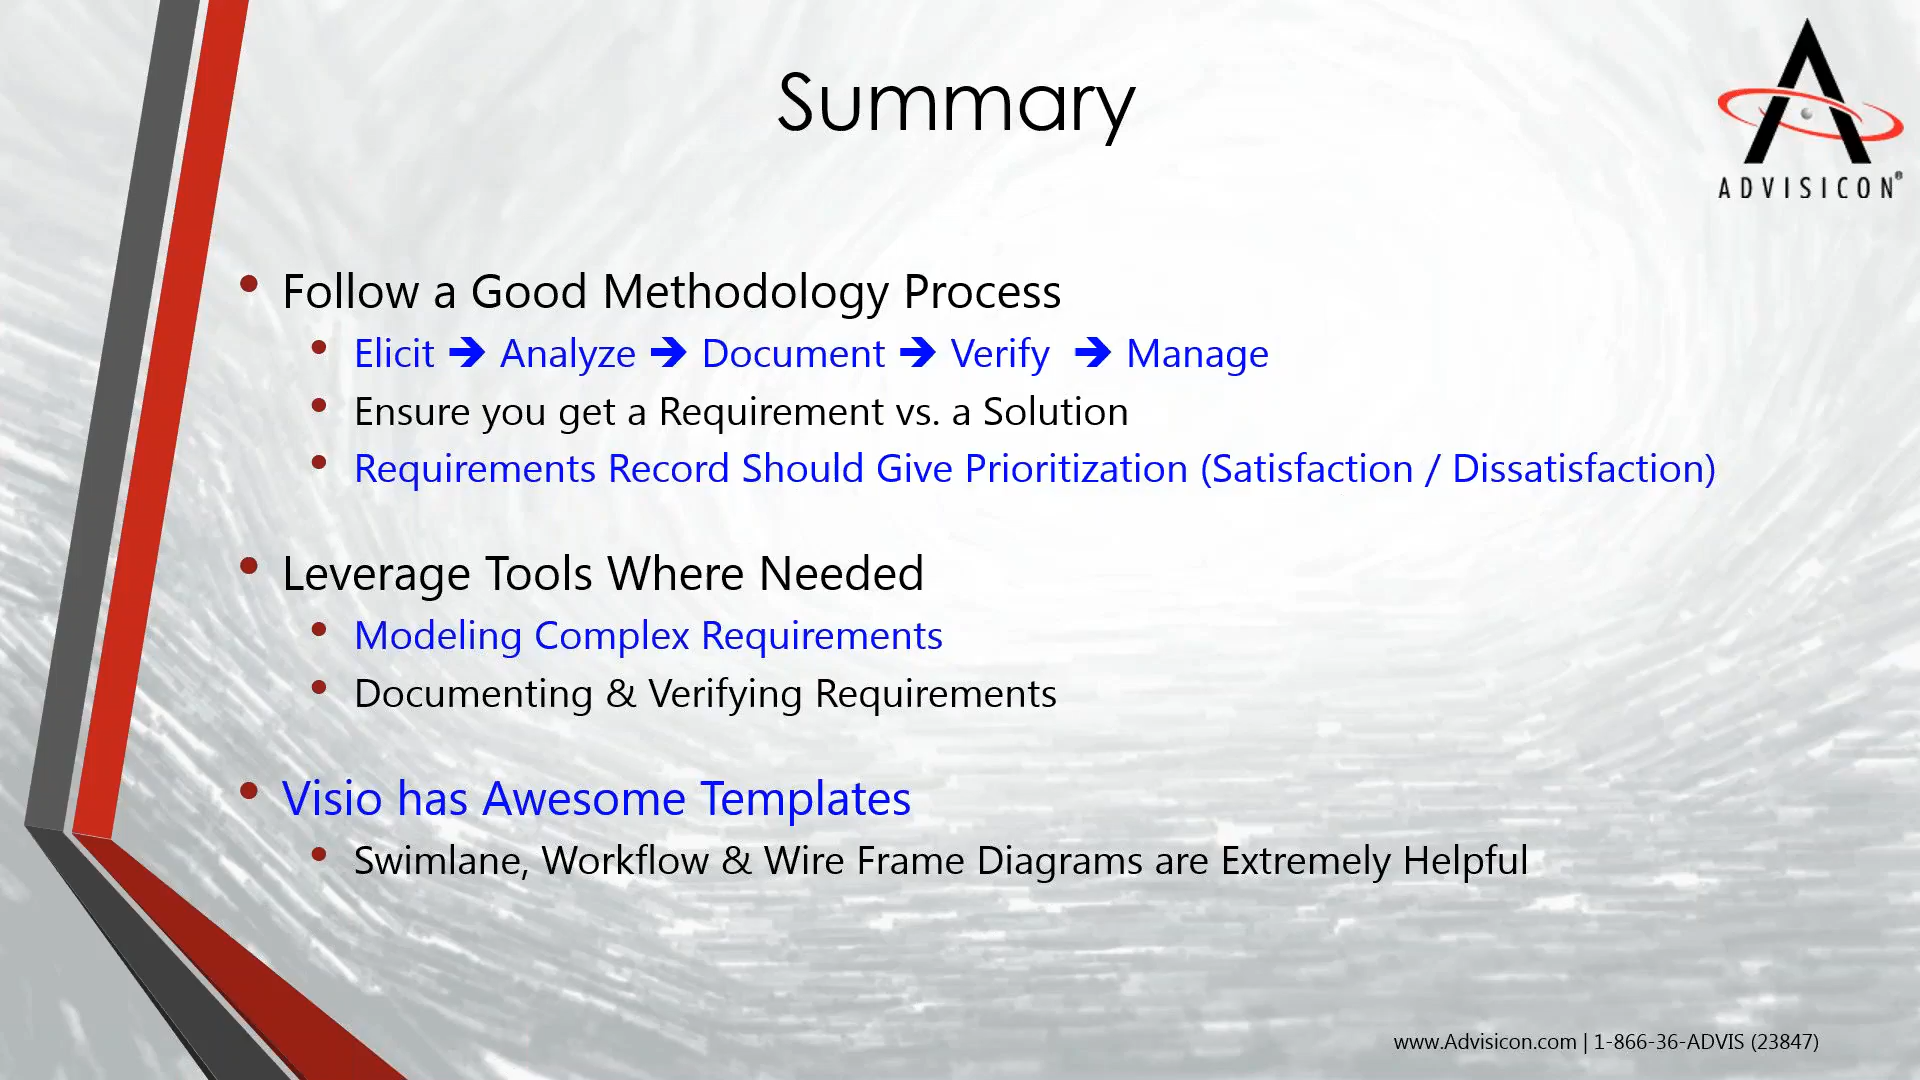 Summary
ADVISICON®
• Follow a Good Methodology Process
• Elicit ➔ Analyze ➔ Document ➔ Verify ➔ Manage
• Ensure you get a Requirement vs. a Solution
• Requirements Record Should Give Prioritization (Satisfaction / Dissatisfaction)
• Leverage Tools Where Needed
• Modeling Complex Requirements
• Documenting & Verifying Requirements
• Visio has Awesome Templates
• Swimlane, Workflow & Wire Frame Diagrams are Extremely Helpful
www.Advisicon.com | 1-866-36-ADVIS (23847)